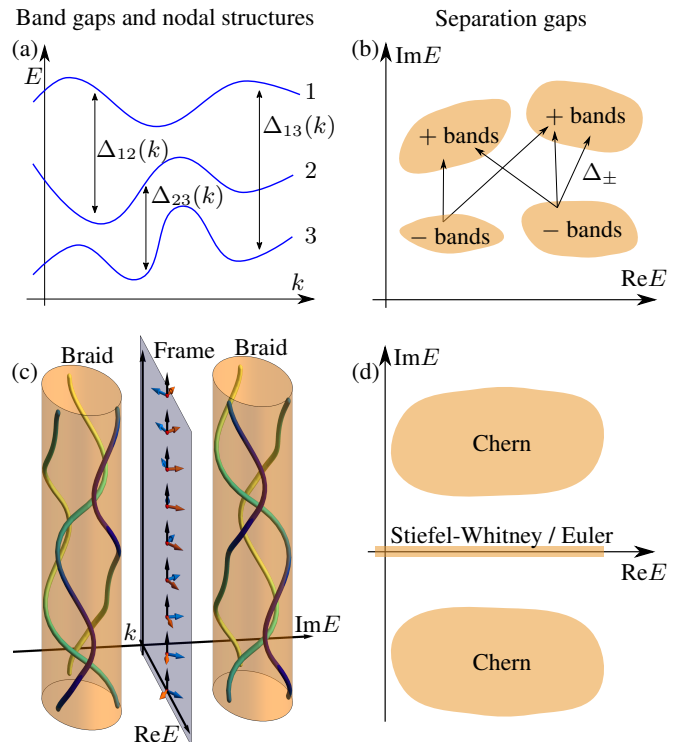 Band gaps and nodal structures
Separation gaps
(a)
E
1
Δ₁₂(k)
Δ₁₃(k)
2
Δ₂₃(k)
3
k
(b)
ImE
+ bands
+ bands
Δ±
− bands
− bands
ReE
(c)
Braid
Frame
Braid
ImE
k
ReE
(d)
ImE
Chern
Stiefel-Whitney / Euler
ReE
Chern